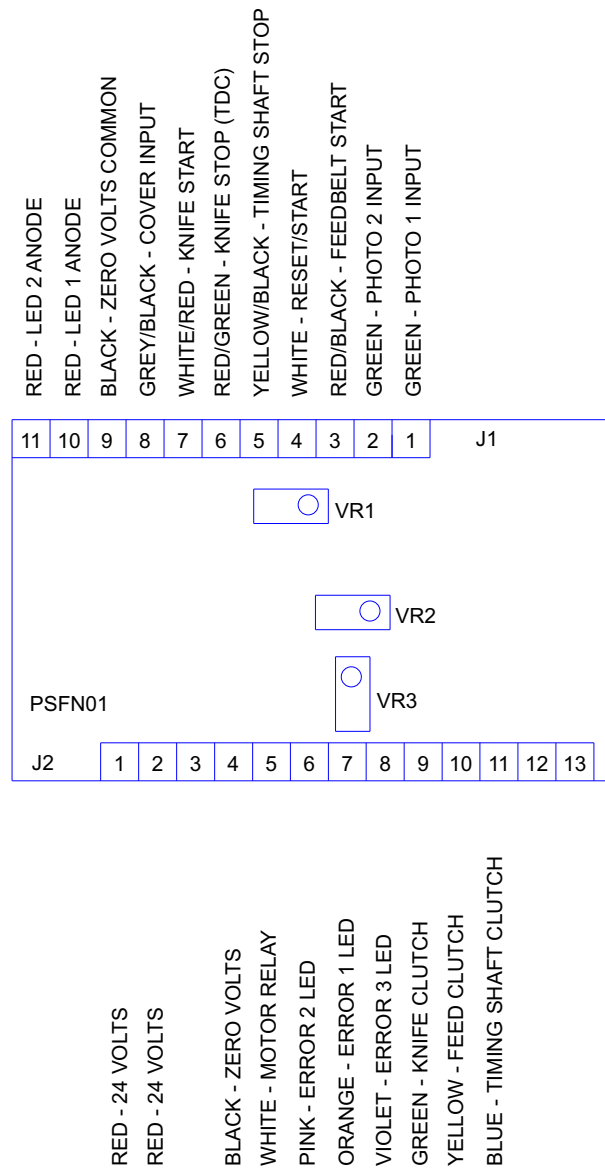 RED - LED 2 ANODE
RED - LED 1 ANODE
BLACK - ZERO VOLTS COMMON
GREY/BLACK - COVER INPUT
WHITE/RED - KNIFE START
RED/GREEN - KNIFE STOP (TDC)
YELLOW/BLACK - TIMING SHAFT STOP
WHITE - RESET/START
RED/BLACK - FEEDBELT START
GREEN - PHOTO 2 INPUT
GREEN - PHOTO 1 INPUT
11 10 9 8 7 6 5 4 3 2 1 J1
VR1
VR2
VR3
PSFN01
J2 1 2 3 4 5 6 7 8 9 10 11 12 13
RED - 24 VOLTS
RED - 24 VOLTS
BLACK - ZERO VOLTS
WHITE - MOTOR RELAY
PINK - ERROR 2 LED
ORANGE - ERROR 1 LED
VIOLET - ERROR 3 LED
GREEN - KNIFE CLUTCH
YELLOW - FEED CLUTCH
BLUE - TIMING SHAFT CLUTCH